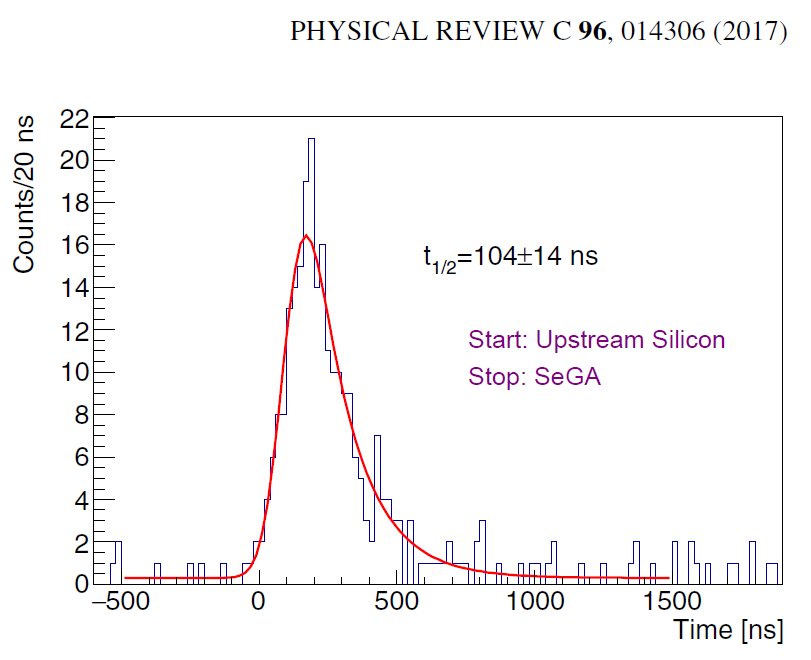 PHYSICAL REVIEW C 96, 014306 (2017)
Counts/20 ns
22
20
18
16
14
12
10
8
6
4
2
0
t1/2=104±14 ns
Start: Upstream Silicon
Stop: SeGA
−500 0 500 1000 1500
Time [ns]